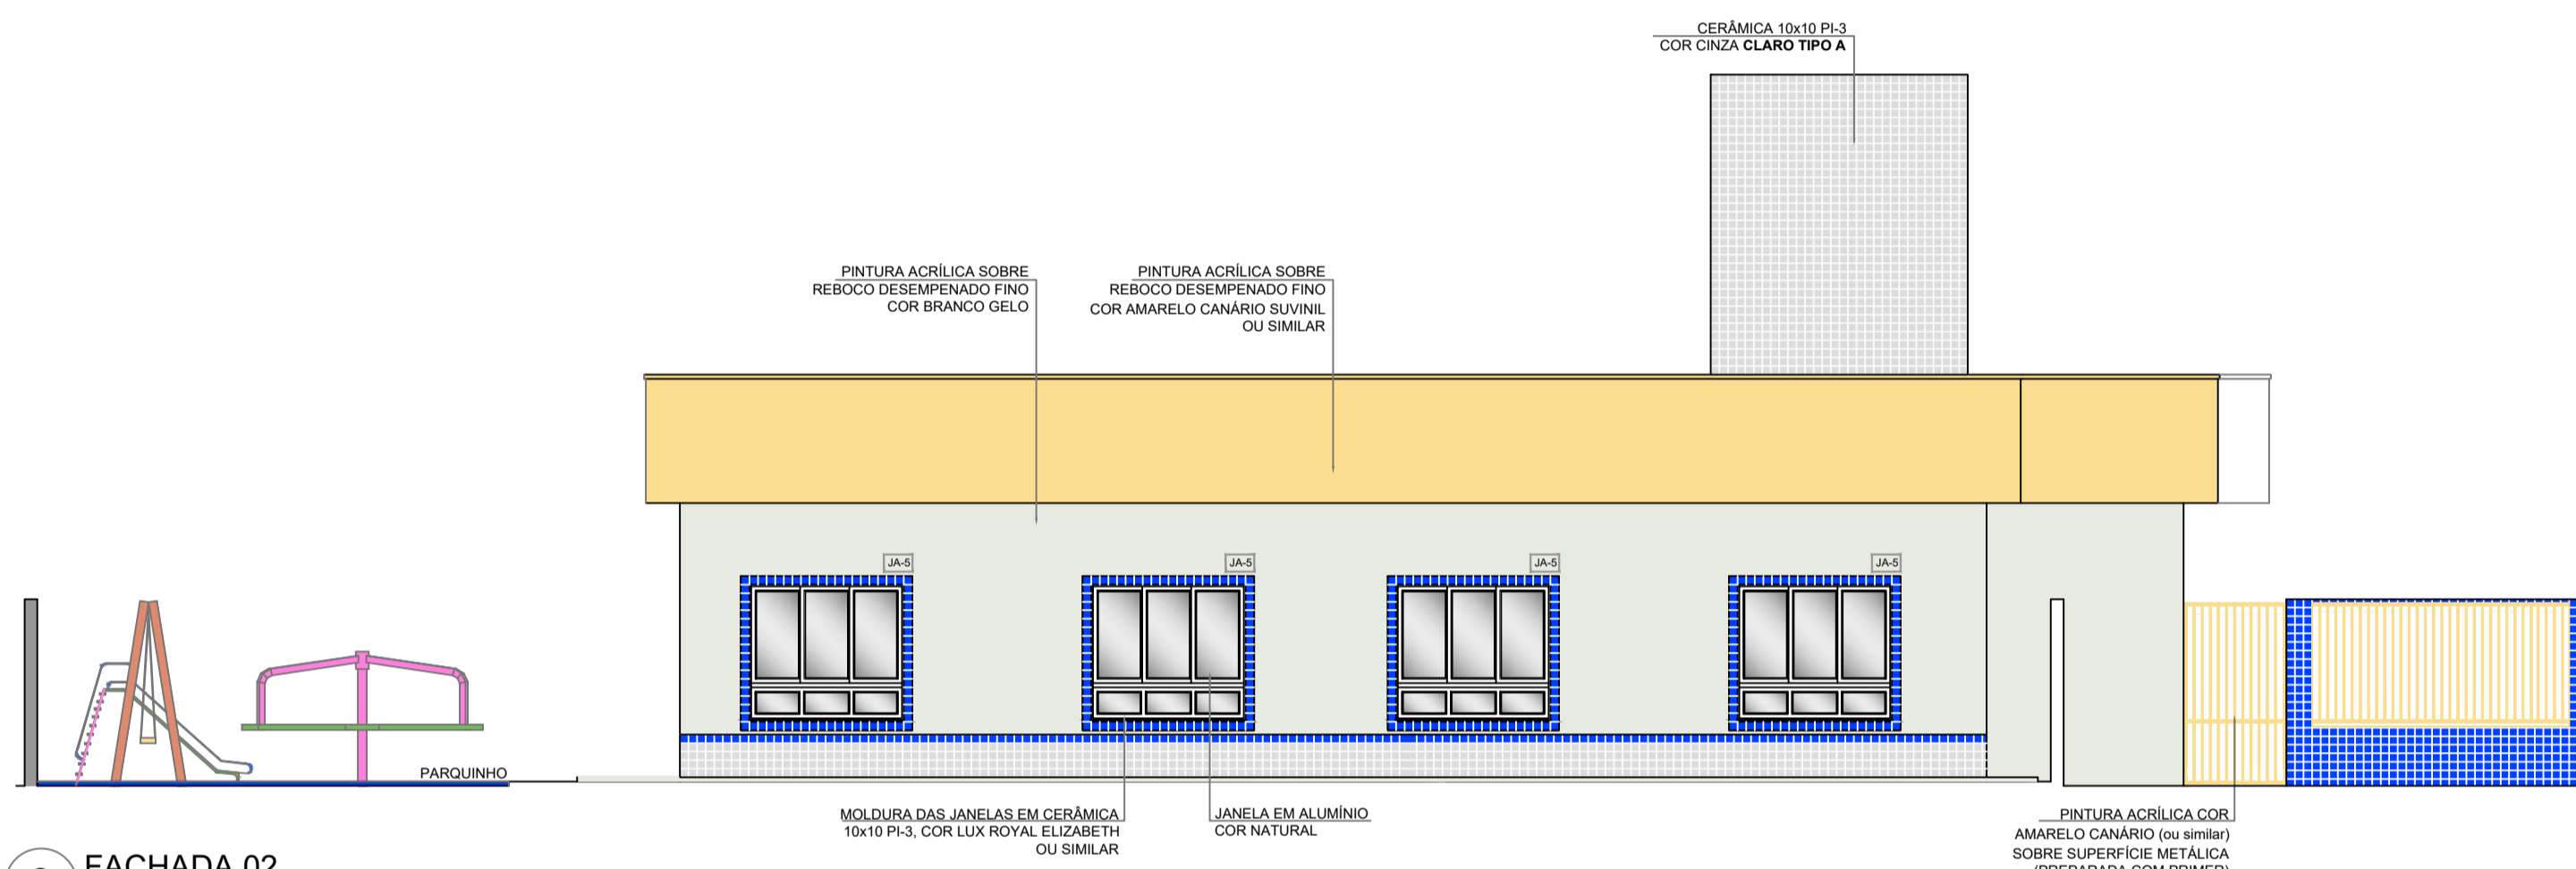 CERÂMICA 10x10 PI-3
COR CINZA CLARO TIPO A
PINTURA ACRÍLICA SOBRE
REBOCO DESEMPENADO FINO
COR BRANCO GELO
PINTURA ACRÍLICA SOBRE
REBOCO DESEMPENADO FINO
COR AMARELO CANÁRIO SUVINIL
OU SIMILAR
JA-5
JA-5
JA-5
JA-5
PARQUINHO
MOLDURA DAS JANELAS EM CERÂMICA
10x10 PI-3, COR LUX ROYAL ELIZABETH
OU SIMILAR
JANELA EM ALUMÍNIO
COR NATURAL
PINTURA ACRÍLICA COR
AMARELO CANÁRIO (ou similar)
SOBRE SUPERFÍCIE METÁLICA
(PREPARADA COM PRIMER)
FACHADA 02